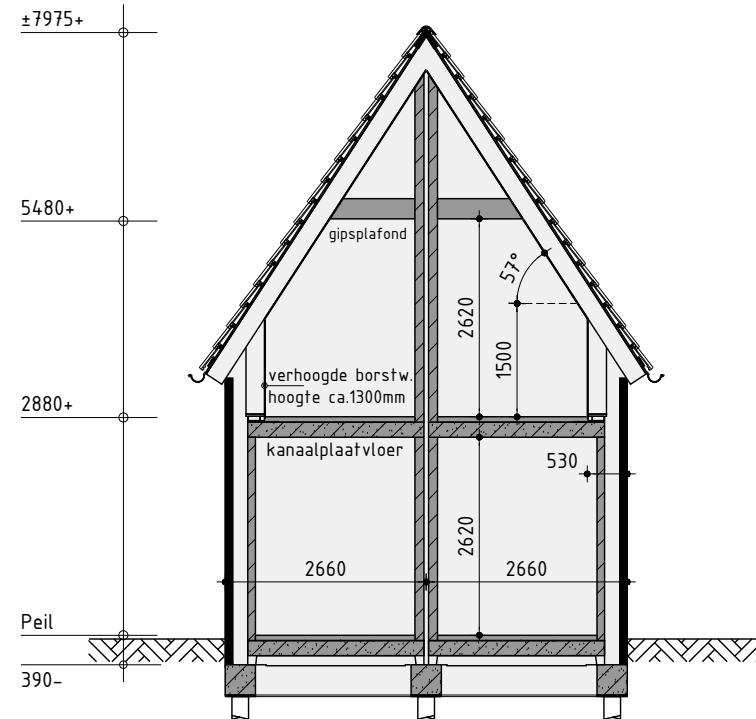 ±7975+
5480+
gipsplafond
57°
2620
1500
verhoogde borstw.
hoogte ca.1300mm
2880+
kanaalplaatvloer
530
2620
2660
2660
Peil
390-